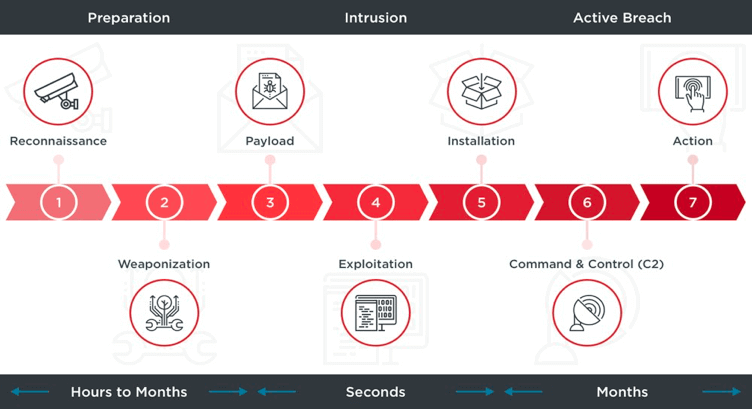 Preparation
Intrusion
Active Breach
Reconnaissance
Payload
Installation
Action
1
2
3
4
5
6
7
Weaponization
Exploitation
Command & Control (C2)
1001
0110
1100
Hours to Months
Seconds
Months